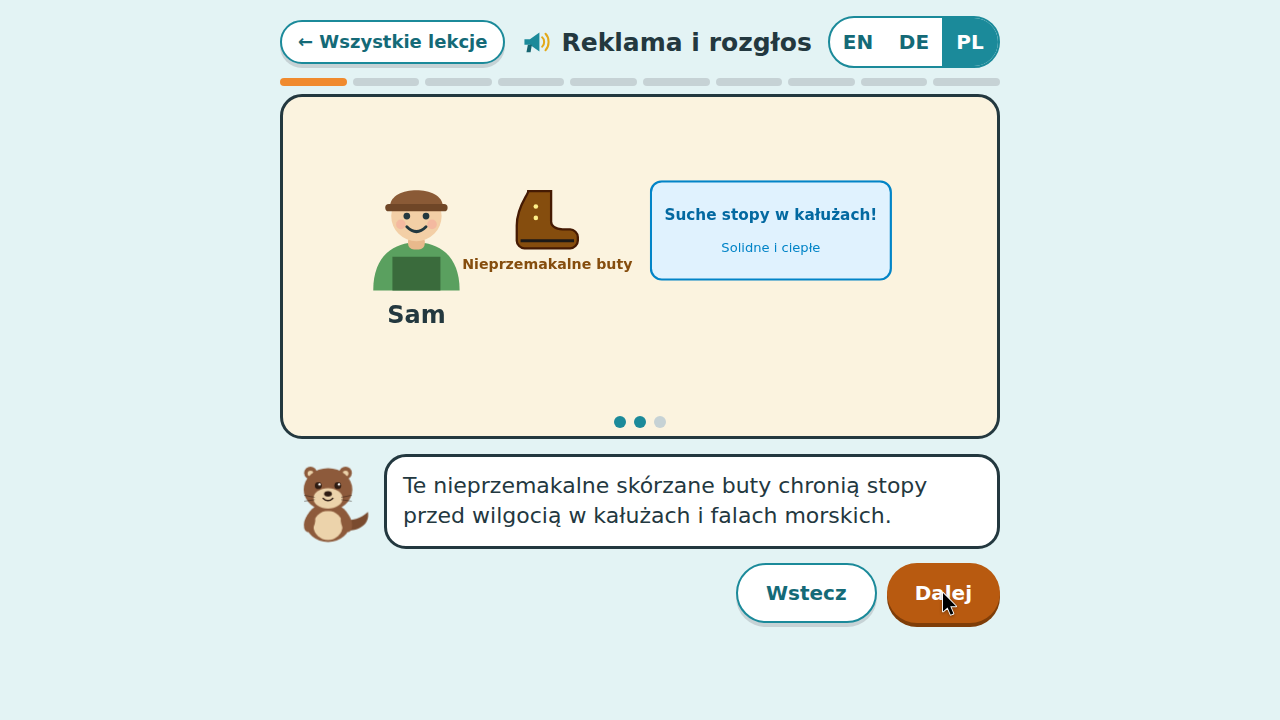 ← Wszystkie lekcje
Reklama i rozgłos
EN DE PL
Suche stopy w kałużach!
Solidne i ciepłe
Nieprzemakalne buty
Sam
Te nieprzemakalne skórzane buty chronią stopy
przed wilgocią w kałużach i falach morskich.
Wstecz
Dalej